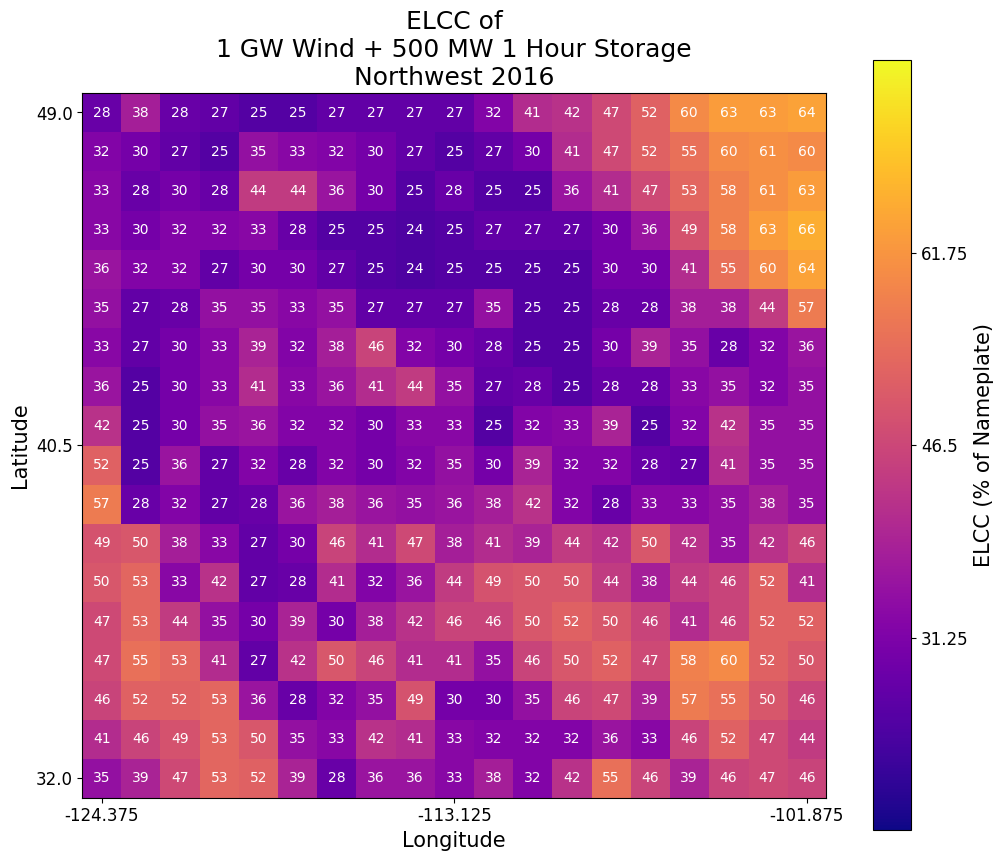 ELCC of
1 GW Wind + 500 MW 1 Hour Storage
Northwest 2016
49.0
28 38 28 27 25 25 27 27 27 27 32 41 42 47 52 60 63 63 64
32 30 27 25 35 33 32 30 27 25 27 30 41 47 52 55 60 61 60
33 28 30 28 44 44 36 30 25 28 25 25 36 41 47 53 58 61 63
33 30 32 32 33 28 25 25 24 25 27 27 27 30 36 49 58 63 66
36 32 32 27 30 30 27 25 24 25 25 25 25 30 30 41 55 60 64
35 27 28 35 35 33 35 27 27 27 35 25 25 28 28 38 38 44 57
33 27 30 33 39 32 38 46 32 30 28 25 25 30 39 35 28 32 36
36 25 30 33 41 33 36 41 44 35 27 28 25 28 28 33 35 32 35
40.5
42 25 30 35 36 32 32 30 33 33 25 32 33 39 25 32 42 35 35
52 25 36 27 32 28 32 30 32 35 30 39 32 32 28 27 41 35 35
57 28 32 27 28 36 38 36 35 36 38 42 32 28 33 33 35 38 35
49 50 38 33 27 30 46 41 47 38 41 39 44 42 50 42 35 42 46
50 53 33 42 27 28 41 32 36 44 49 50 50 44 38 44 46 52 41
47 53 44 35 30 39 30 38 42 46 46 50 52 50 46 41 46 52 52
47 55 53 41 27 42 50 46 41 41 35 46 50 52 47 58 60 52 50
46 52 52 53 36 28 32 35 49 30 30 35 46 47 39 57 55 50 46
41 46 49 53 50 35 33 42 41 33 32 32 32 36 33 46 52 47 44
32.0
35 39 47 53 52 39 28 36 36 33 38 32 42 55 46 39 46 47 46
-124.375 -113.125 -101.875
Longitude
Latitude
61.75
46.5
31.25
ELCC (% of Nameplate)